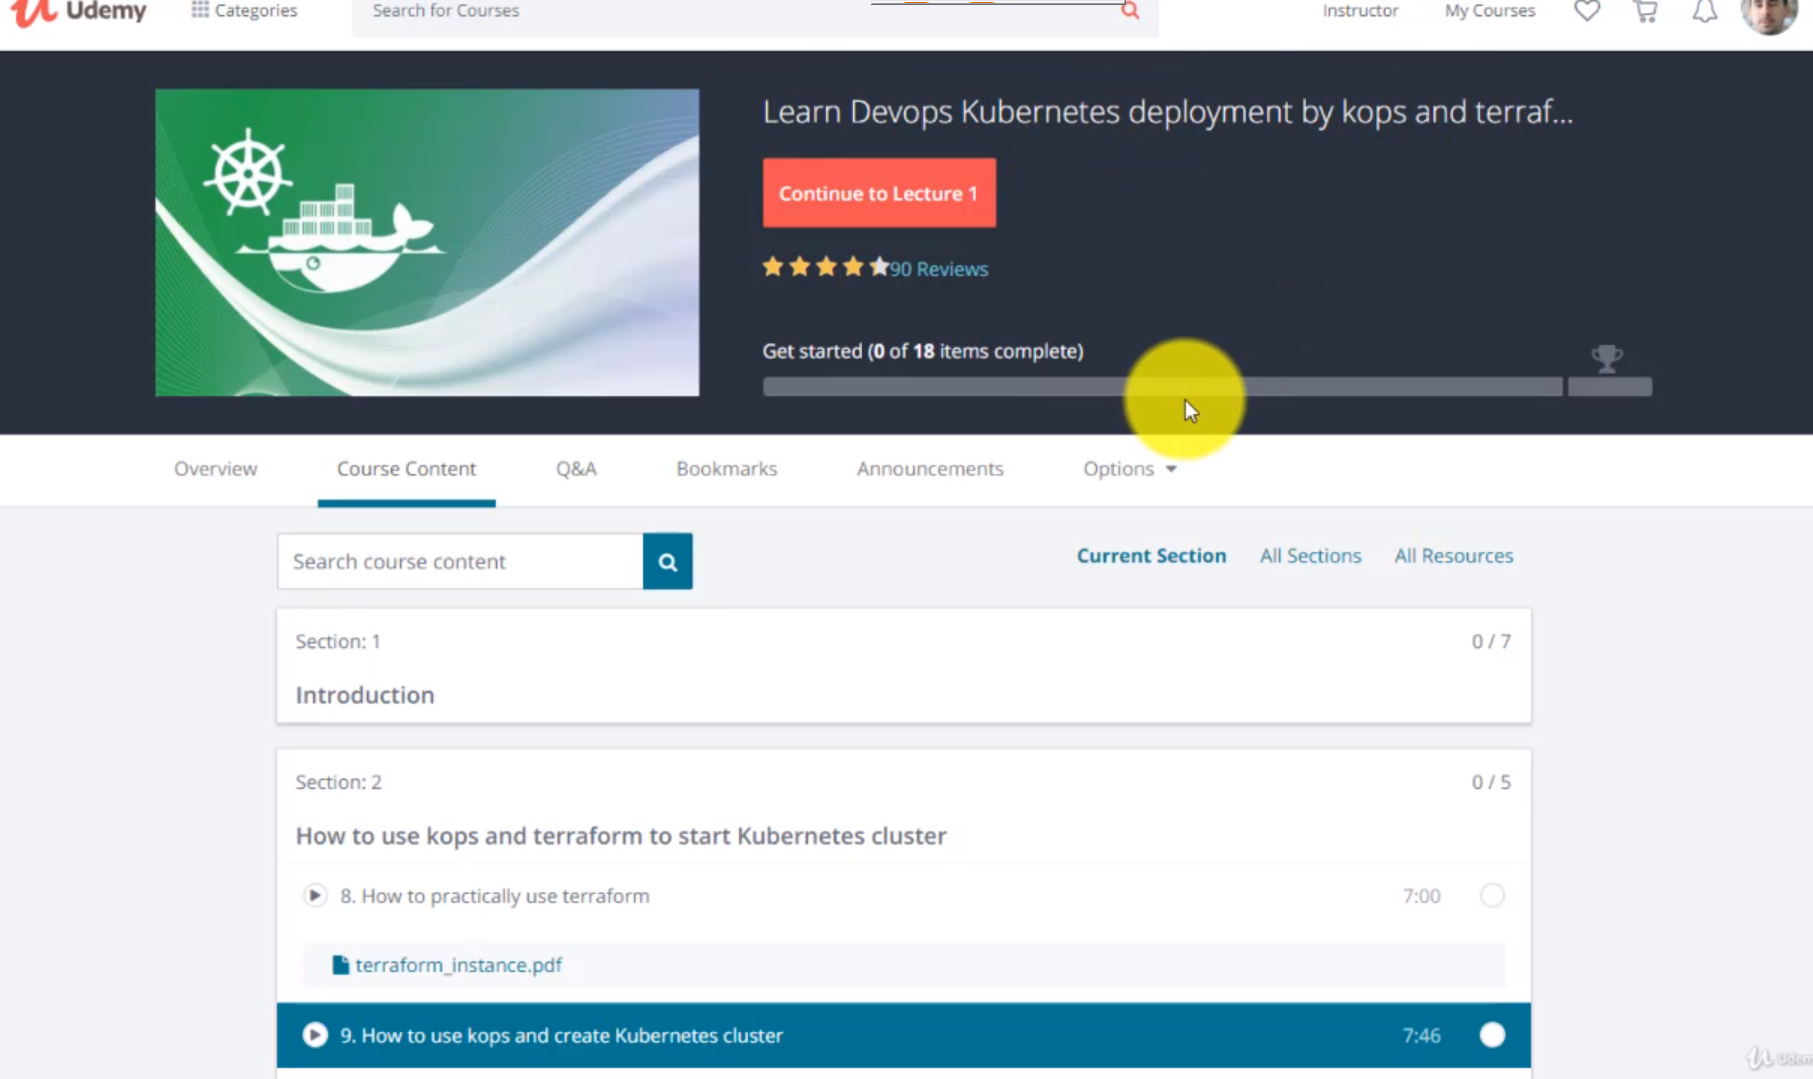 Udemy
Categories
Search for Courses
Instructor
My Courses
Learn Devops Kubernetes deployment by kops and terraf...
Continue to Lecture 1
90 Reviews
Get started (0 of 18 items complete)
Overview
Course Content
Q&A
Bookmarks
Announcements
Options
Search course content
Current Section
All Sections
All Resources
Section: 1
0 / 7
Introduction
Section: 2
0 / 5
How to use kops and terraform to start Kubernetes cluster
8. How to practically use terraform
7:00
terraform_instance.pdf
9. How to use kops and create Kubernetes cluster
7:46